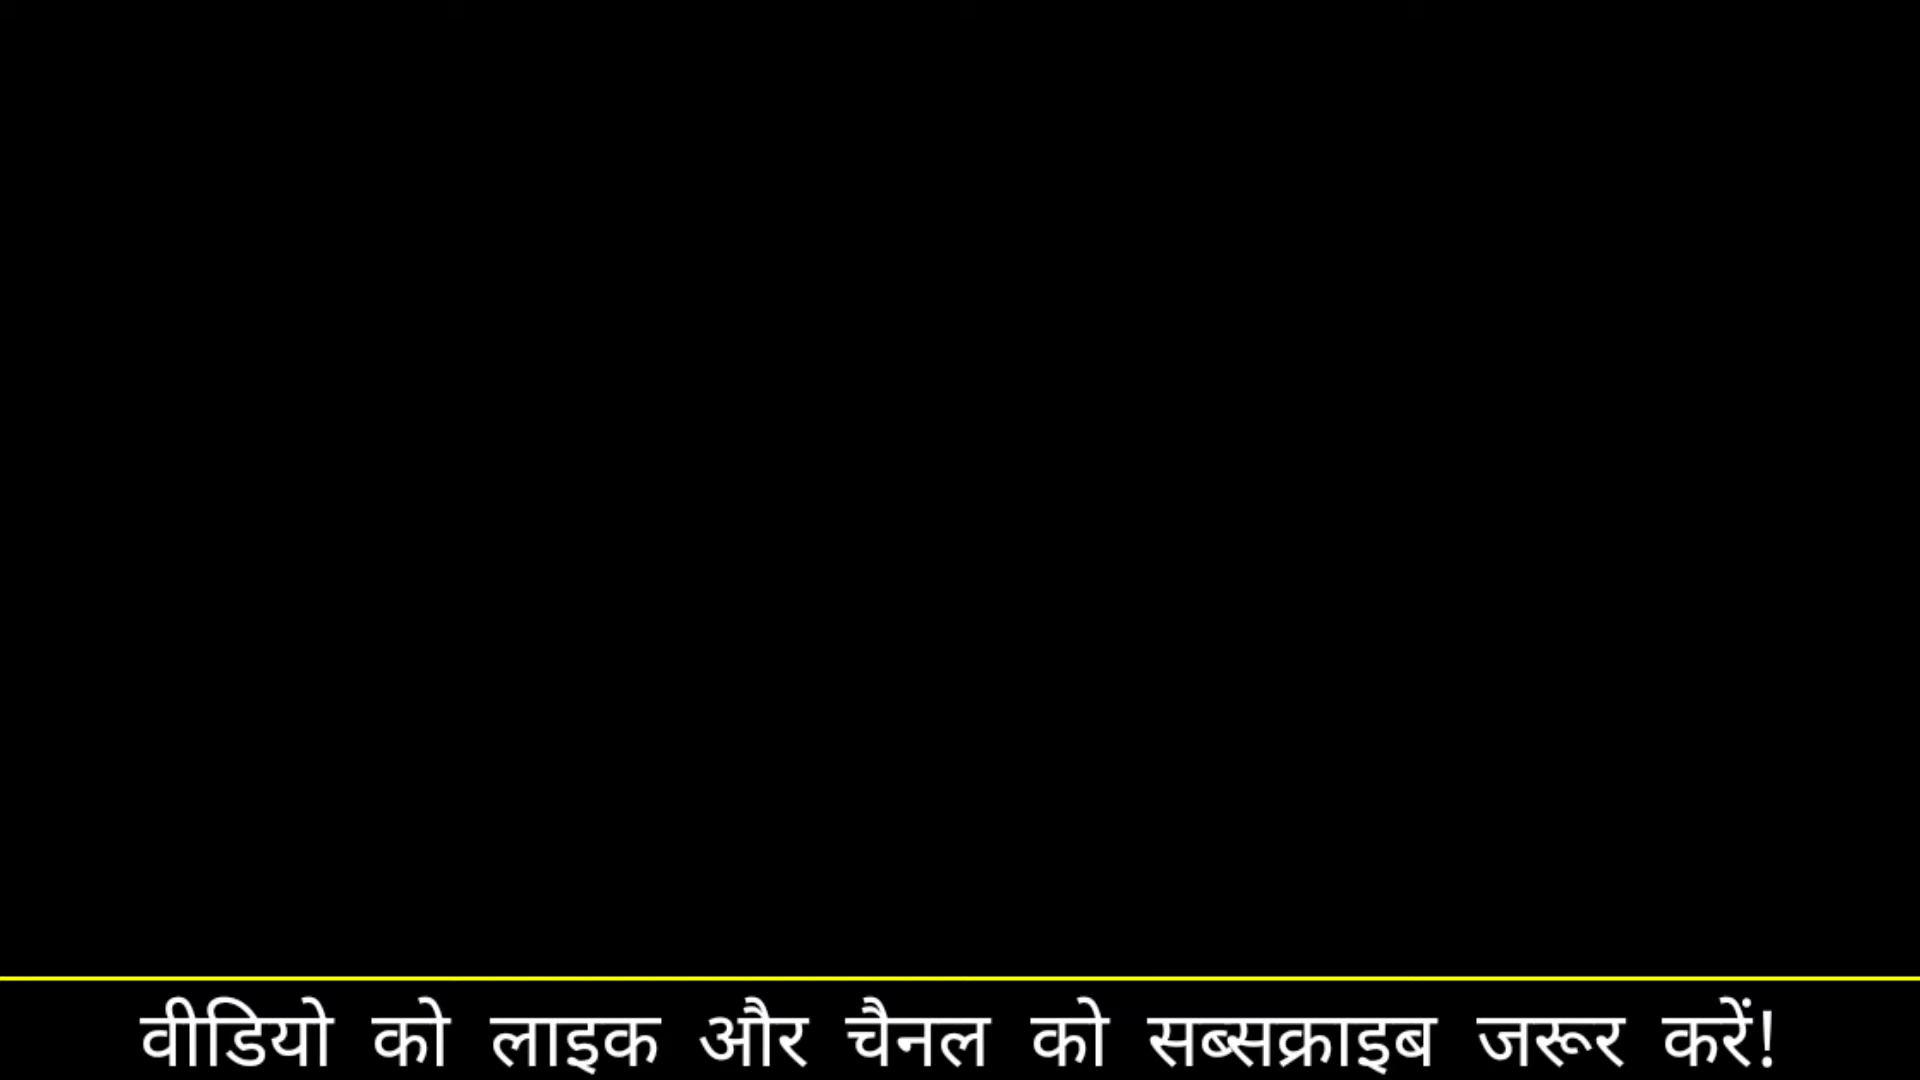 वीडियो को लाइक और चैनल को सब्सक्राइब जरूर करें!